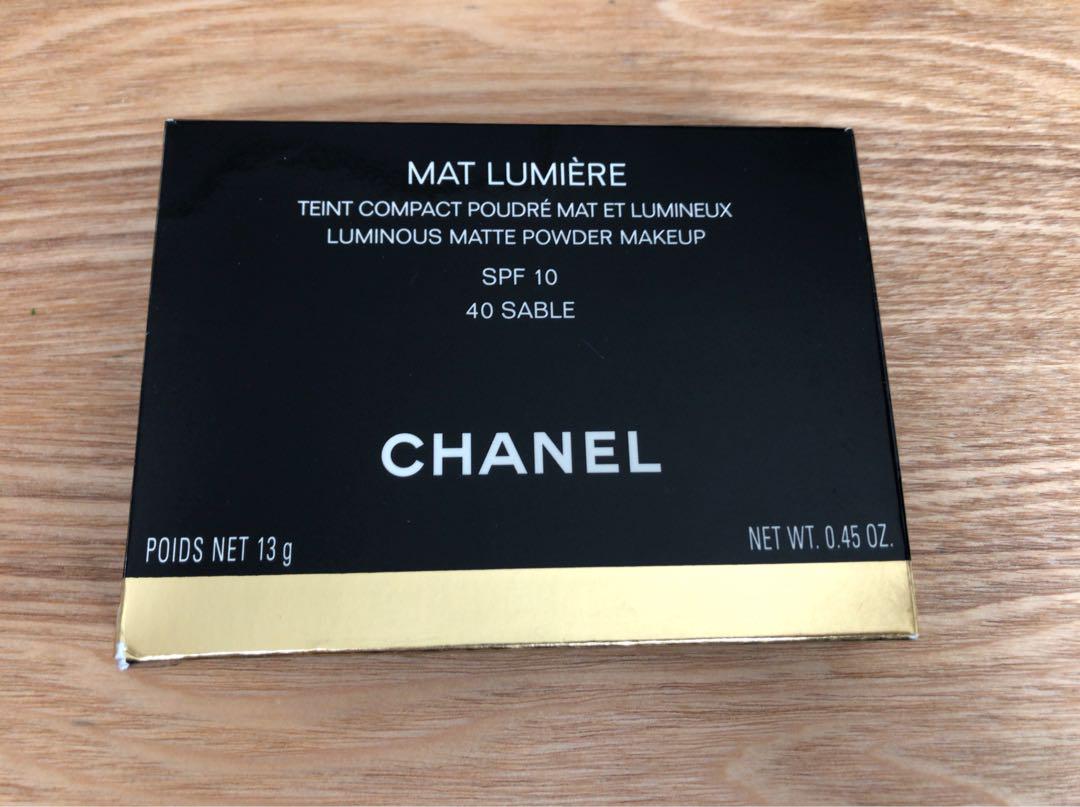 MAT LUMIÈRE
TEINT COMPACT POUDRÉ MAT ET LUMINEUX
LUMINOUS MATTE POWDER MAKEUP
SPF 10
40 SABLE
CHANEL
POIDS NET 13 g
NET WT. 0.45 OZ.